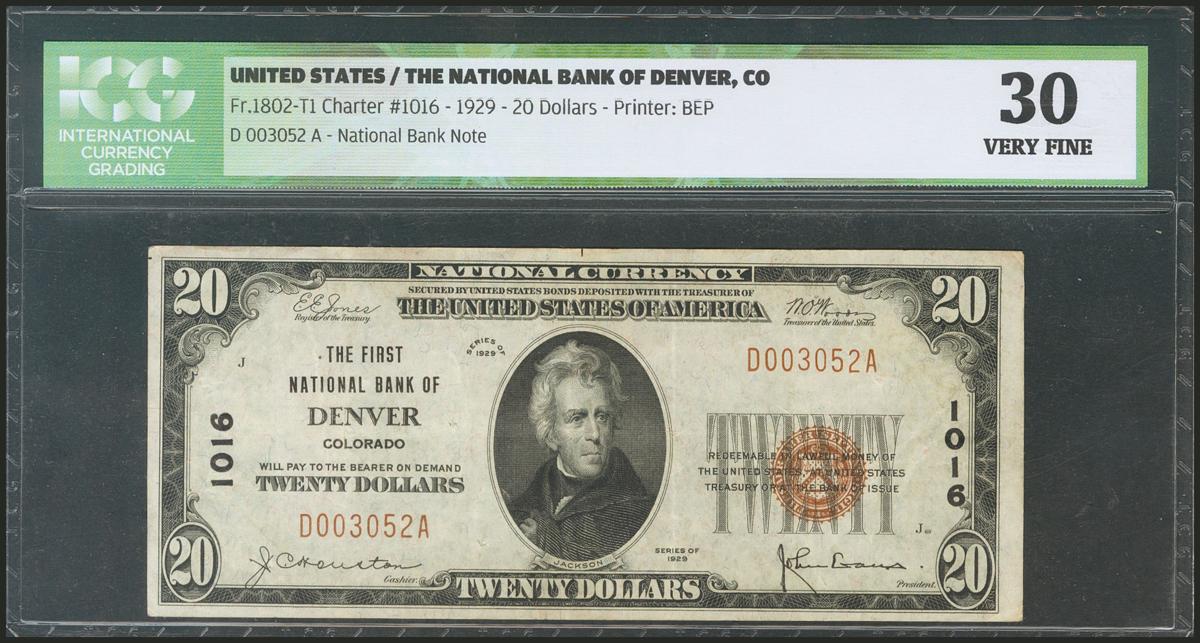 ICG
INTERNATIONAL
CURRENCY
GRADING
UNITED STATES / THE NATIONAL BANK OF DENVER, CO
Fr.1802-T1 Charter #1016 - 1929 - 20 Dollars - Printer: BEP
D 003052 A - National Bank Note
30
VERY FINE
20
NATIONAL CURRENCY
20
SECURED BY UNITED STATES BONDS DEPOSITED WITH THE TREASURER OF
THE UNITED STATES OF AMERICA
E E Jones
Register of the Treasury.
W.O. Woods
Treasurer of the United States.
J
THE FIRST
NATIONAL BANK OF
DENVER
COLORADO
SERIES OF
1929
D003052A
1016
1016
WILL PAY TO THE BEARER ON DEMAND
TWENTY DOLLARS
TWENTY
REDEEMABLE IN LAWFUL MONEY OF
THE UNITED STATES, AT UNITED STATES
TREASURY OR AT THE BANK OF ISSUE
D003052A
J C Houston
Cashier.
JACKSON
SERIES OF
1929
J
John Evans
President.
20
TWENTY DOLLARS
20